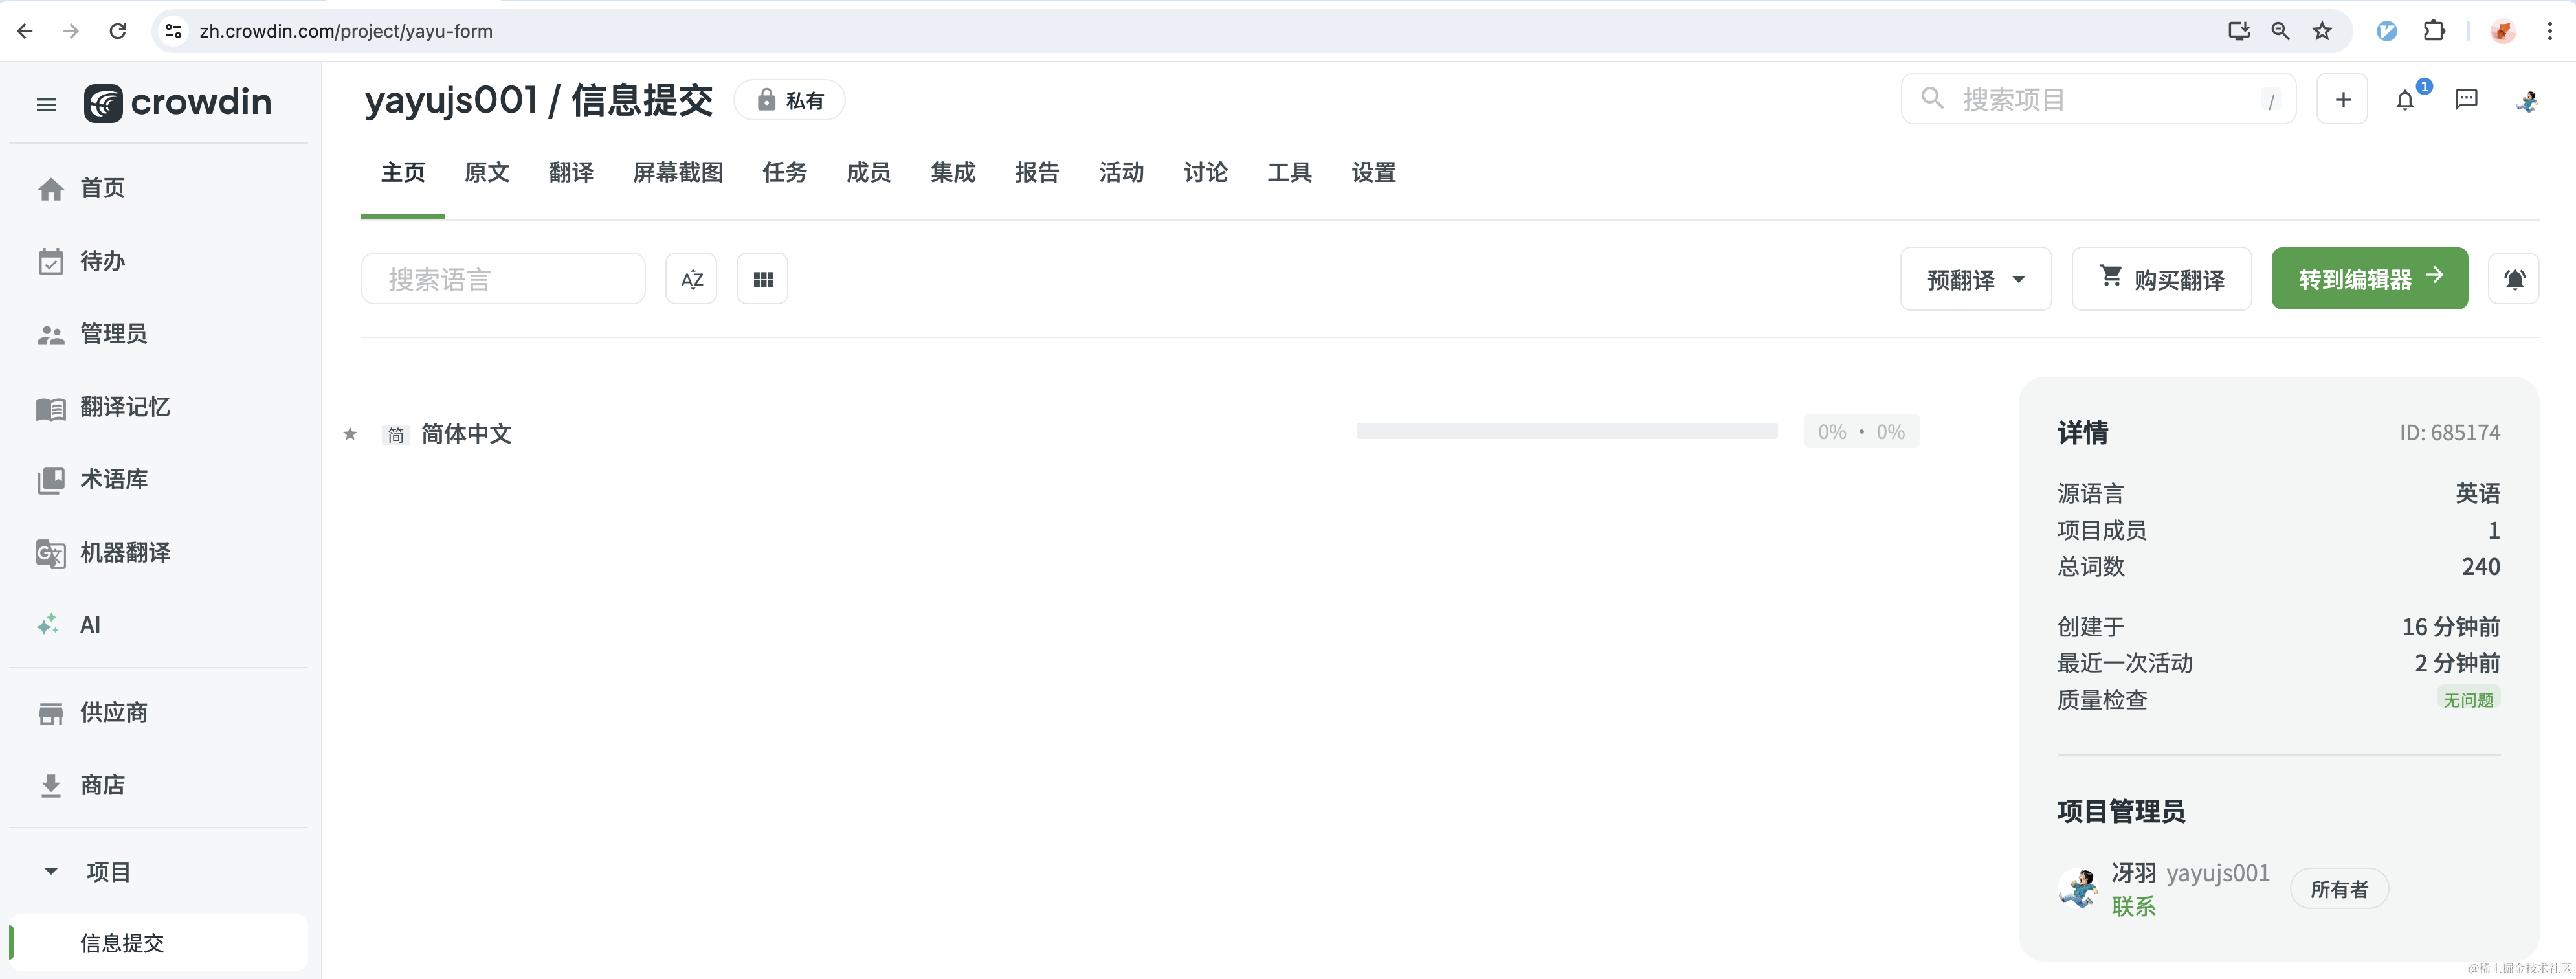 zh.crowdin.com/project/yayu-form
crowdin
yayujs001 / 信息提交
私有
搜索项目
/
1
主页 原文 翻译 屏幕截图 任务 成员 集成 报告 活动 讨论 工具 设置
首页
待办
管理员
翻译记忆
术语库
机器翻译
AI
供应商
商店
项目
信息提交
搜索语言
AZ
预翻译
购买翻译
转到编辑器
简 简体中文
0% • 0%
详情 ID: 685174
源语言 英语
项目成员 1
总词数 240
创建于 16 分钟前
最近一次活动 2 分钟前
质量检查 无问题
项目管理员
冴羽 yayujs001
所有者
联系
@稀土掘金技术社区